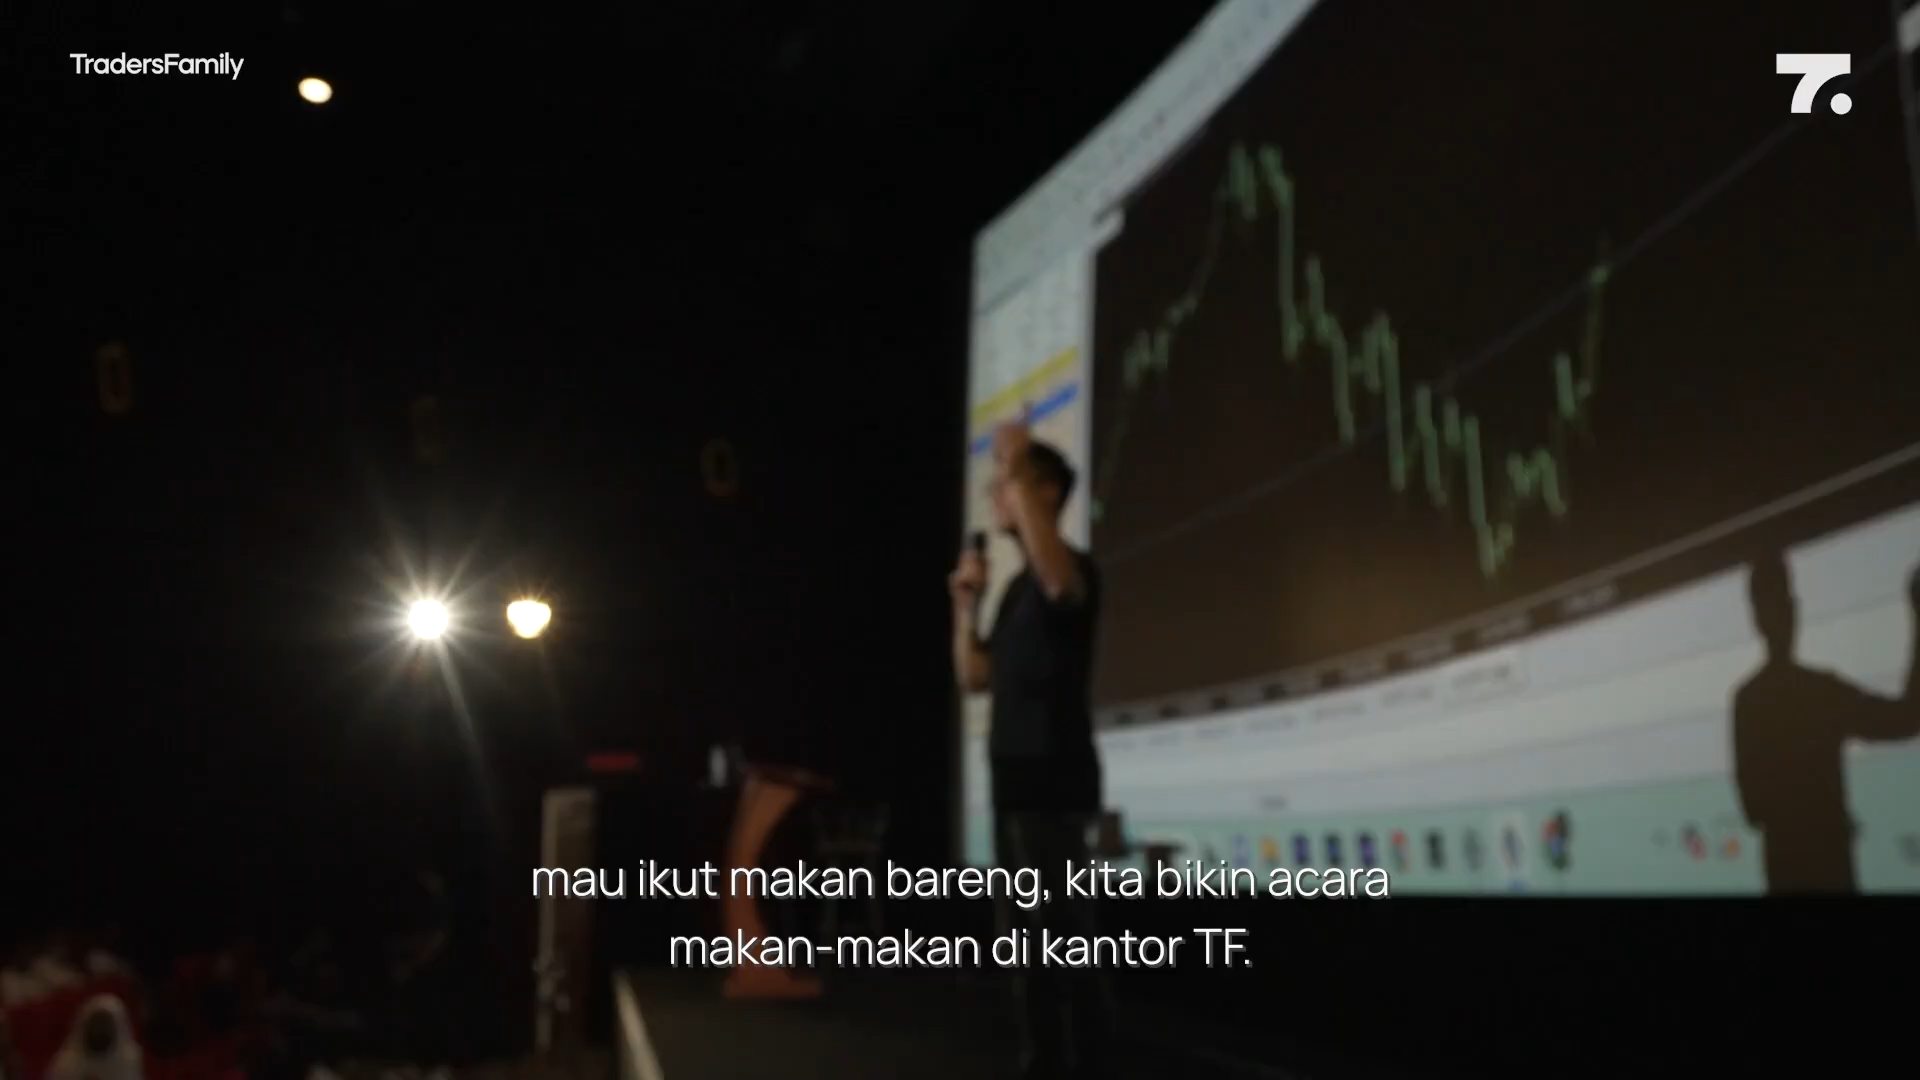 TradersFamily
mau ikut makan bareng, kita bikin acara
makan-makan di kantor TF.